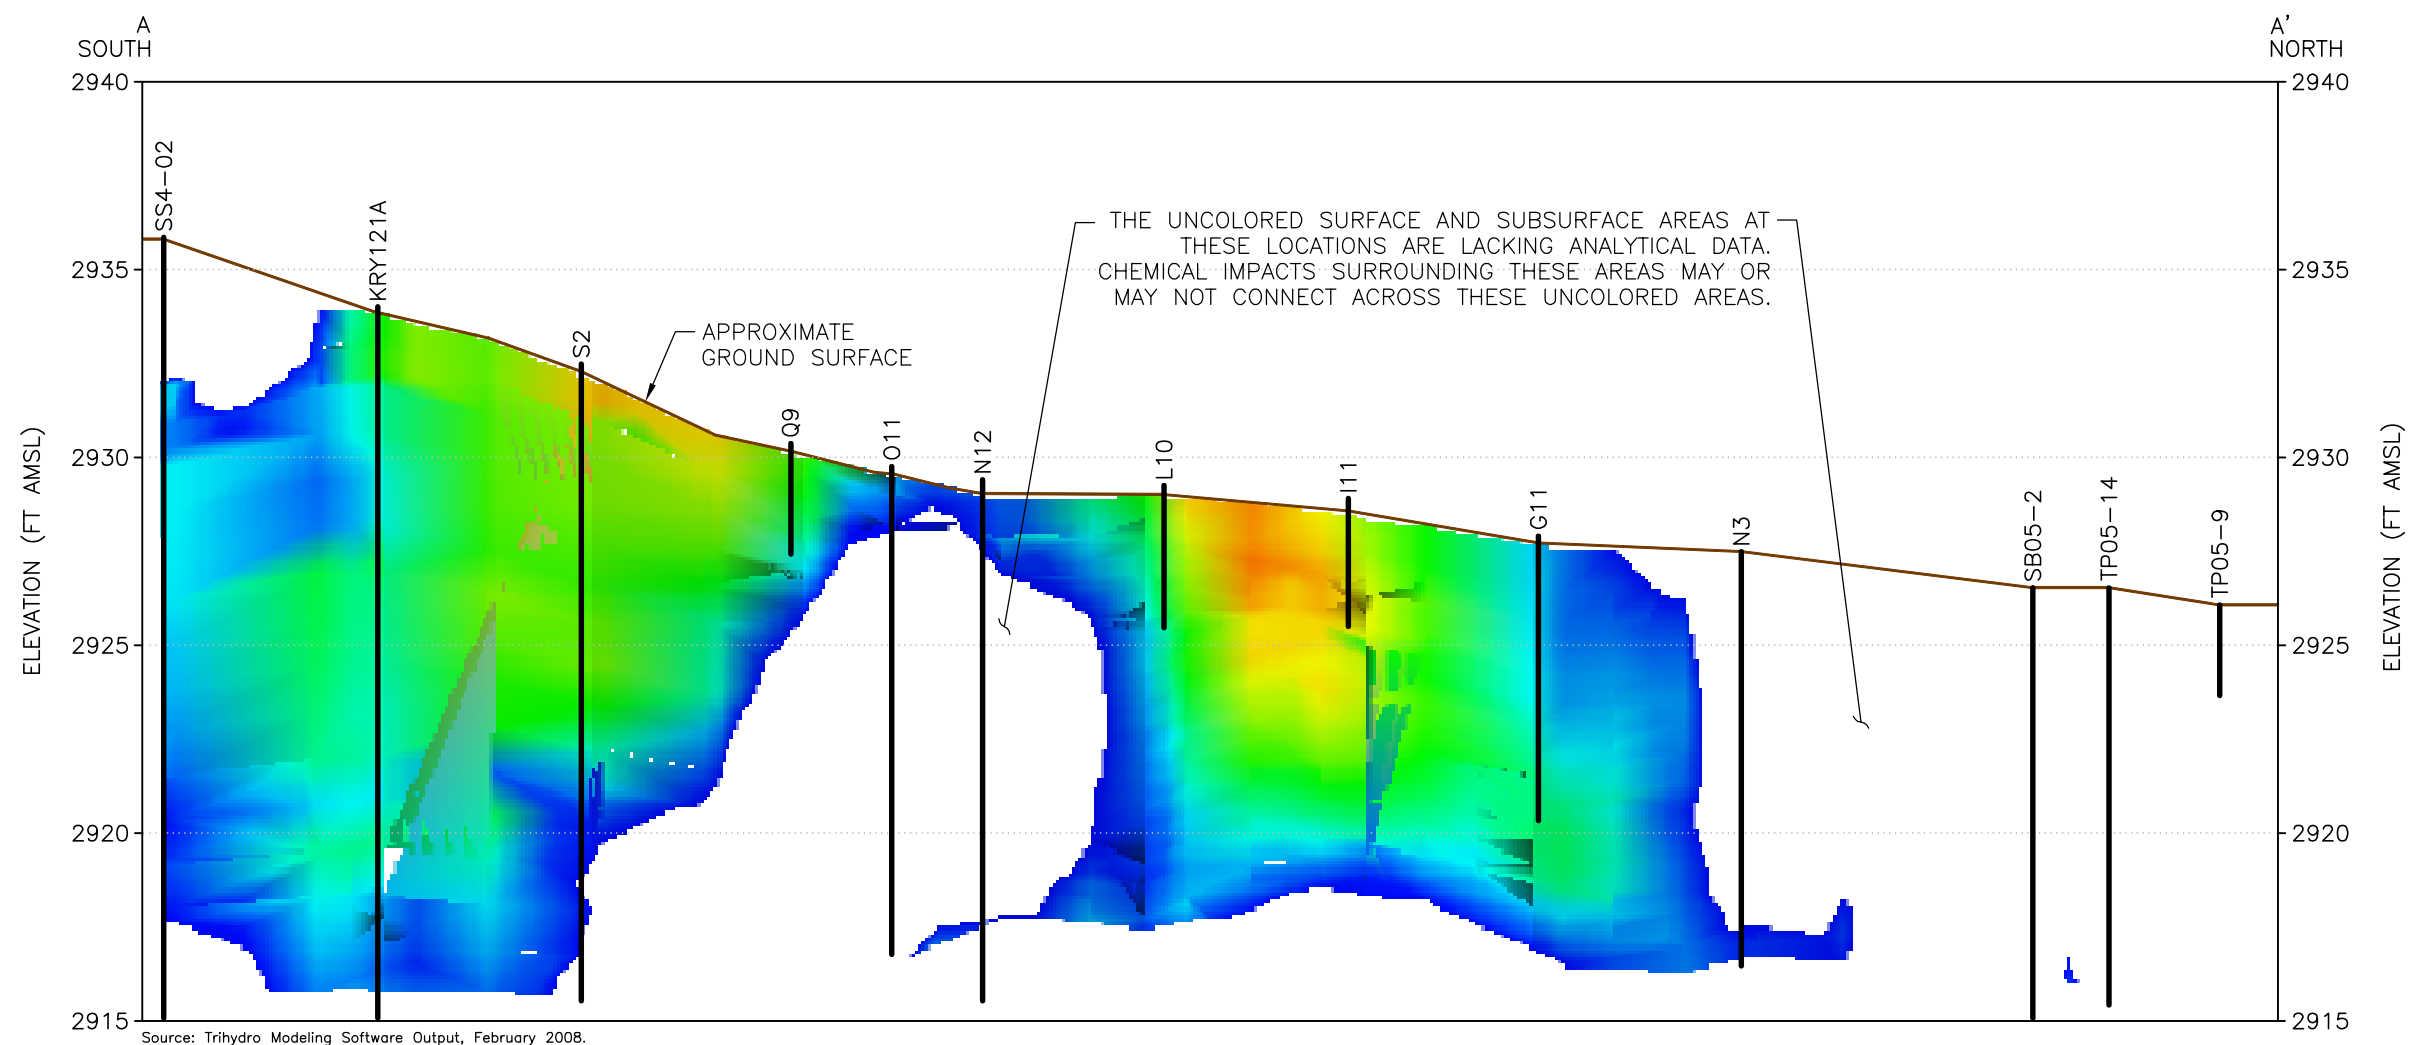 A
SOUTH
A'
NORTH
2940
2940
SS4-02
KRY121A
THE UNCOLORED SURFACE AND SUBSURFACE AREAS AT
THESE LOCATIONS ARE LACKING ANALYTICAL DATA.
CHEMICAL IMPACTS SURROUNDING THESE AREAS MAY OR
MAY NOT CONNECT ACROSS THESE UNCOLORED AREAS.
2935
2935
S2
APPROXIMATE
GROUND SURFACE
Q9
O11
N12
L10
I11
G11
N3
SB05-2
TP05-14
TP05-9
2930
2930
ELEVATION (FT AMSL)
ELEVATION (FT AMSL)
2925
2925
2920
2920
2915
2915
Source: Trihydro Modeling Software Output, February 2008.